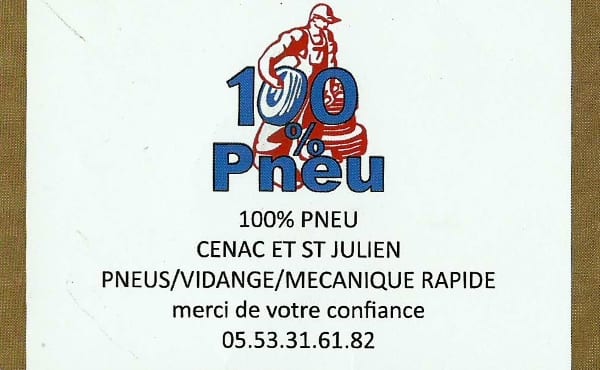 100
%
Pneu
100% PNEU
CENAC ET ST JULIEN
PNEUS/VIDANGE/MECANIQUE RAPIDE
merci de votre confiance
05.53.31.61.82